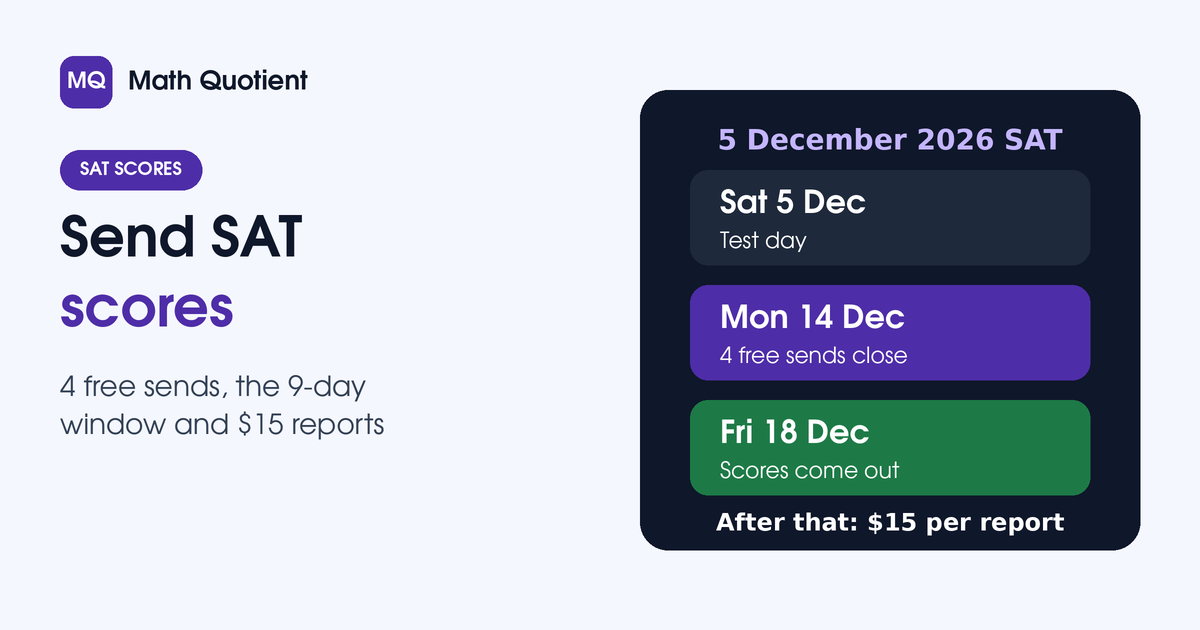 MQ Math Quotient
SAT SCORES
Send SAT
scores
4 free sends, the 9-day
window and $15 reports
5 December 2026 SAT
Sat 5 Dec
Test day
Mon 14 Dec
4 free sends close
Fri 18 Dec
Scores come out
After that: $15 per report